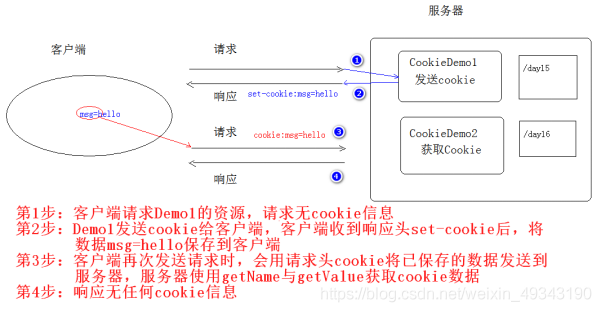 服务器
客户端
请求
❶
CookieDemo1
发送cookie
/day15
响应
set-cookie:msg=hello
❷
msg=hello
请求
cookie:msg=hello
❸
CookieDemo2
获取Cookie
/day16
响应
❹
第1步：客户端请求Demo1的资源，请求无cookie信息
第2步：Demo1发送cookie给客户端，客户端收到响应头set-cookie后，将
数据msg=hello保存到客户端
第3步：客户端再次发送请求时，会用请求头cookie将已保存的数据发送到
服务器，服务器使用getName与getValue获取cookie数据
第4步：响应无任何cookie信息
https://blog.csdn.net/weixin_49343190